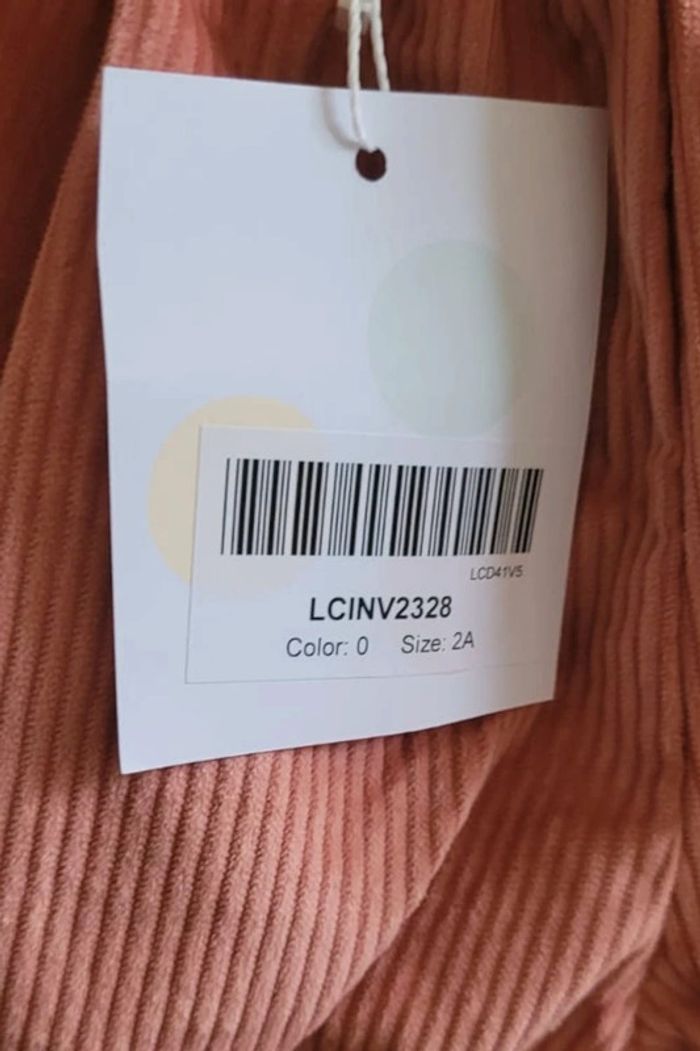 LCD41V5
LCINV2328
Color: 0 Size: 2A